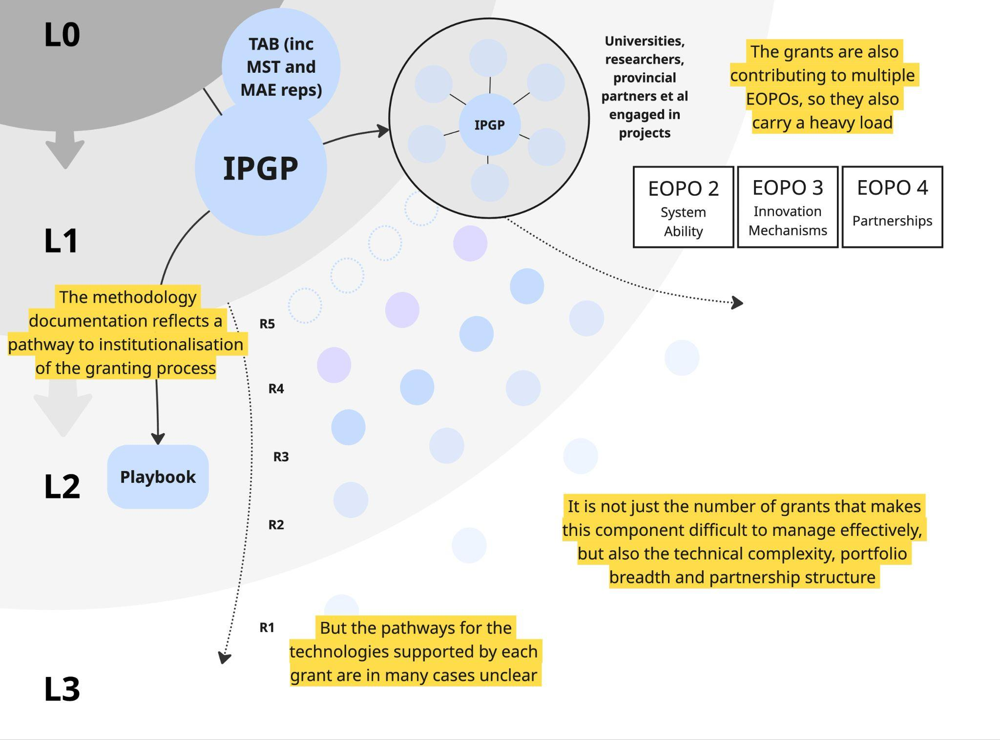 L0
TAB (inc
MST and
MAE reps)
IPGP
IPGP
Universities,
researchers,
provincial
partners et al
engaged in
projects
The grants are also
contributing to multiple
EOPOs, so they also
carry a heavy load
EOPO 2
System
Ability
EOPO 3
Innovation
Mechanisms
EOPO 4
Partnerships
L1
The methodology
documentation reflects a
pathway to institutionalisation
of the granting process
R5
R4
R3
R2
R1
L2
Playbook
It is not just the number of grants that makes
this component difficult to manage effectively,
but also the technical complexity, portfolio
breadth and partnership structure
But the pathways for the
technologies supported by each
grant are in many cases unclear
L3